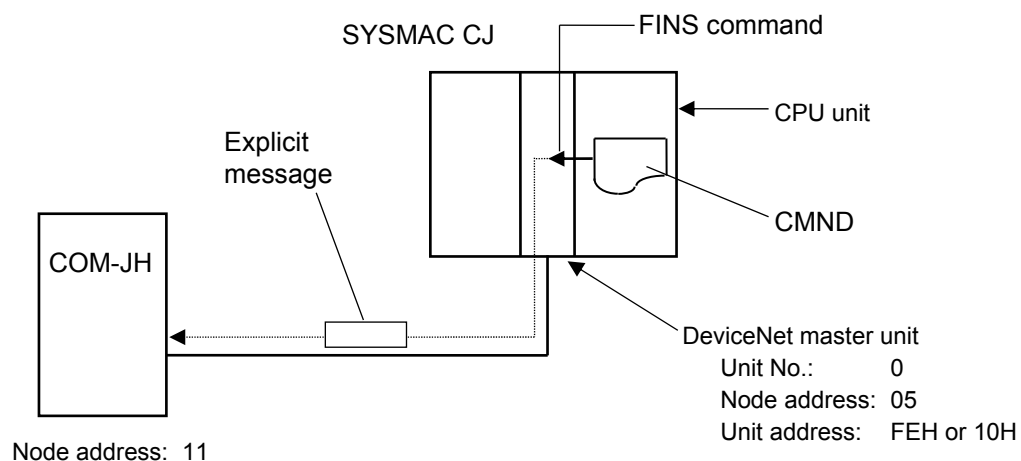 SYSMAC CJ
FINS command
CPU unit
Explicit
message
CMND
COM-JH
DeviceNet master unit
Unit No.: 0
Node address: 05
Unit address: FEH or 10H
Node address: 11